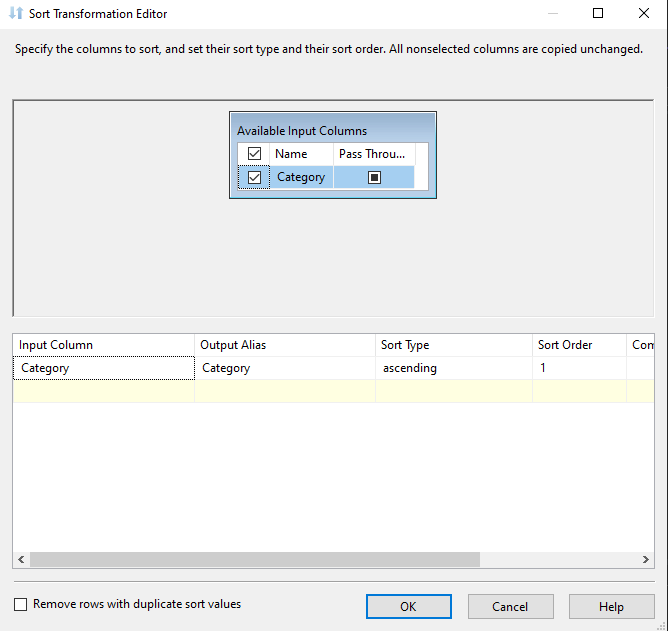 Sort Transformation Editor
Specify the columns to sort, and set their sort type and their sort order. All nonselected columns are copied unchanged.
Available Input Columns
Name Pass Throu...
Category
Input Column Output Alias Sort Type Sort Order Com
Category Category ascending 1
Remove rows with duplicate sort values OK Cancel Help